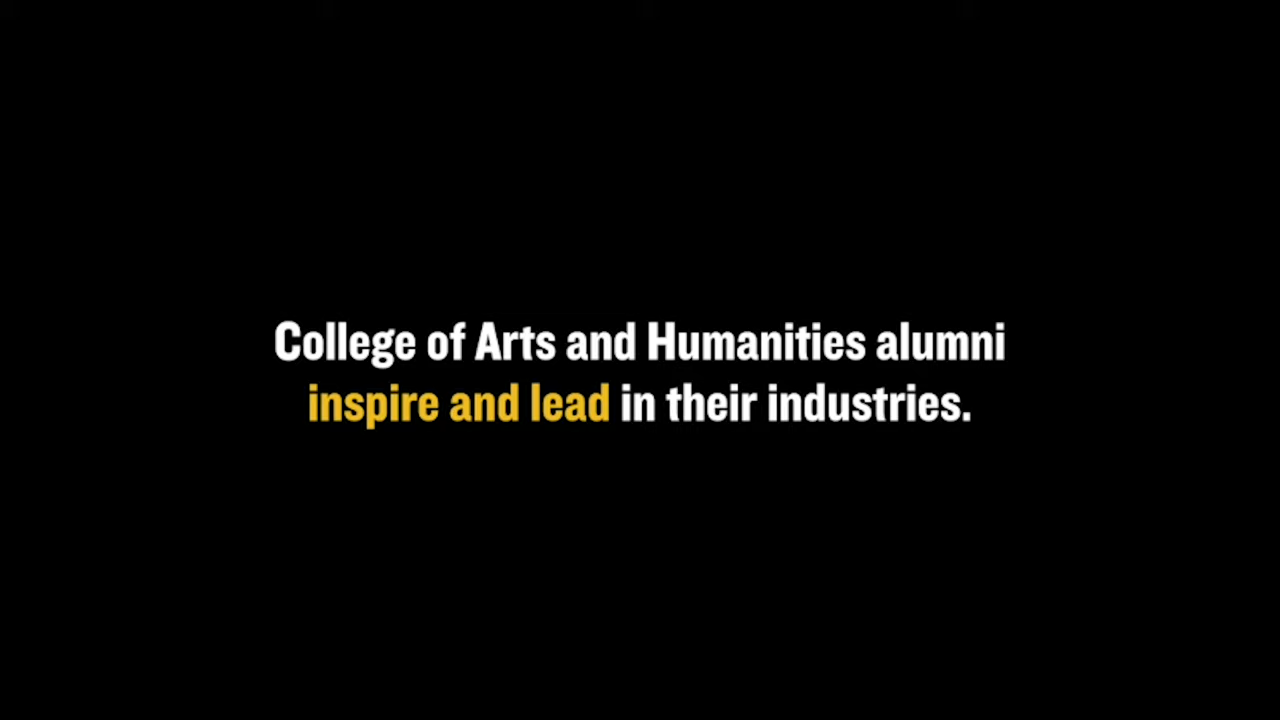 College of Arts and Humanities alumni
inspire and lead in their industries.